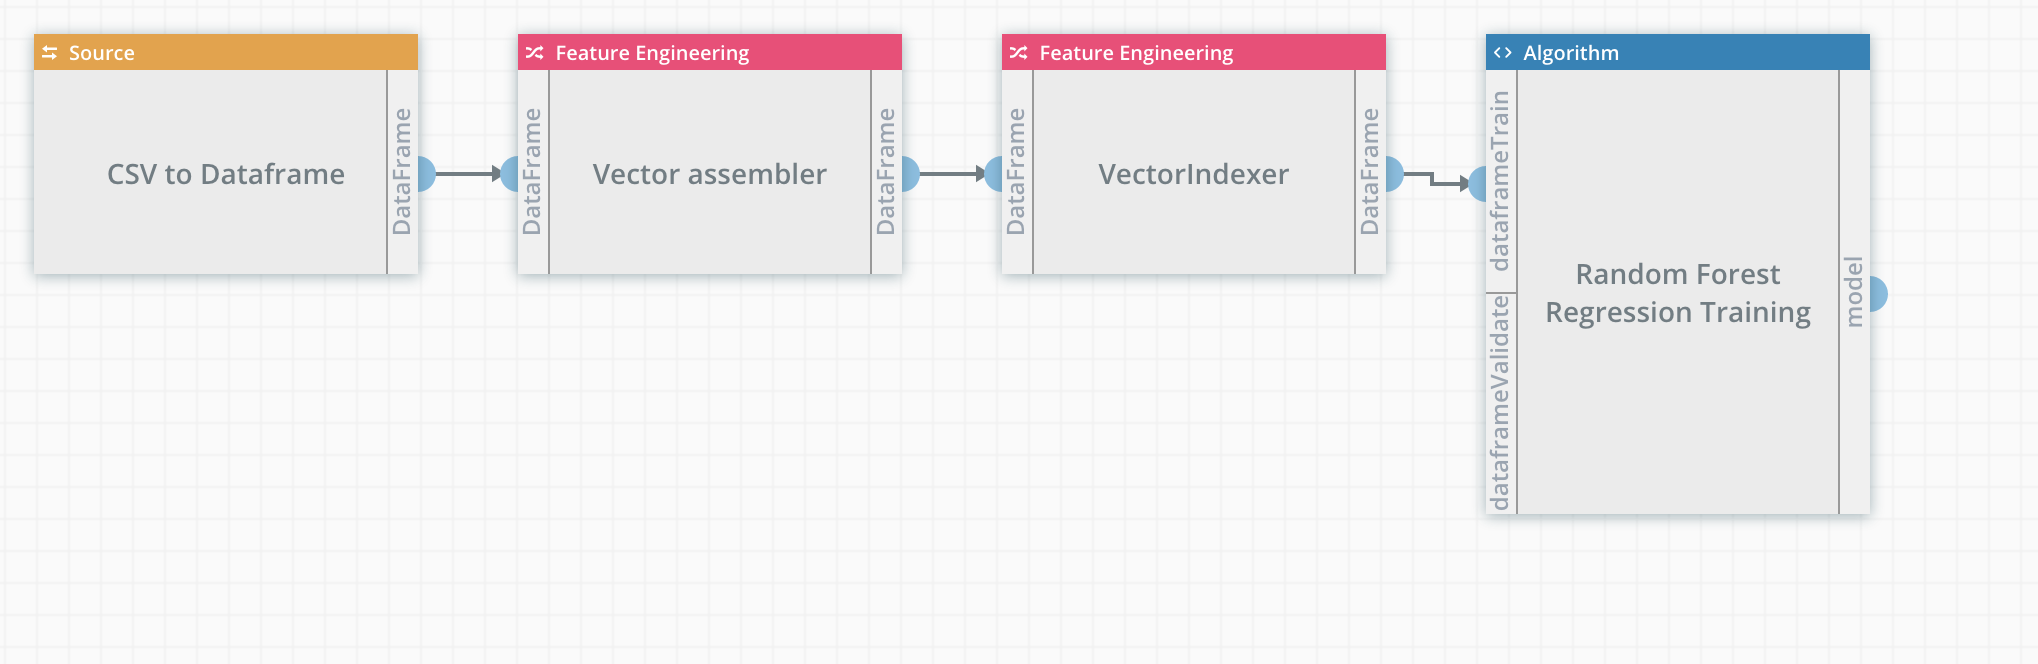 Source
CSV to Dataframe
DataFrame
Feature Engineering
DataFrame
Vector assembler
DataFrame
Feature Engineering
DataFrame
VectorIndexer
DataFrame
Algorithm
dataframeTrain
dataframeValidate
Random Forest
Regression Training
model